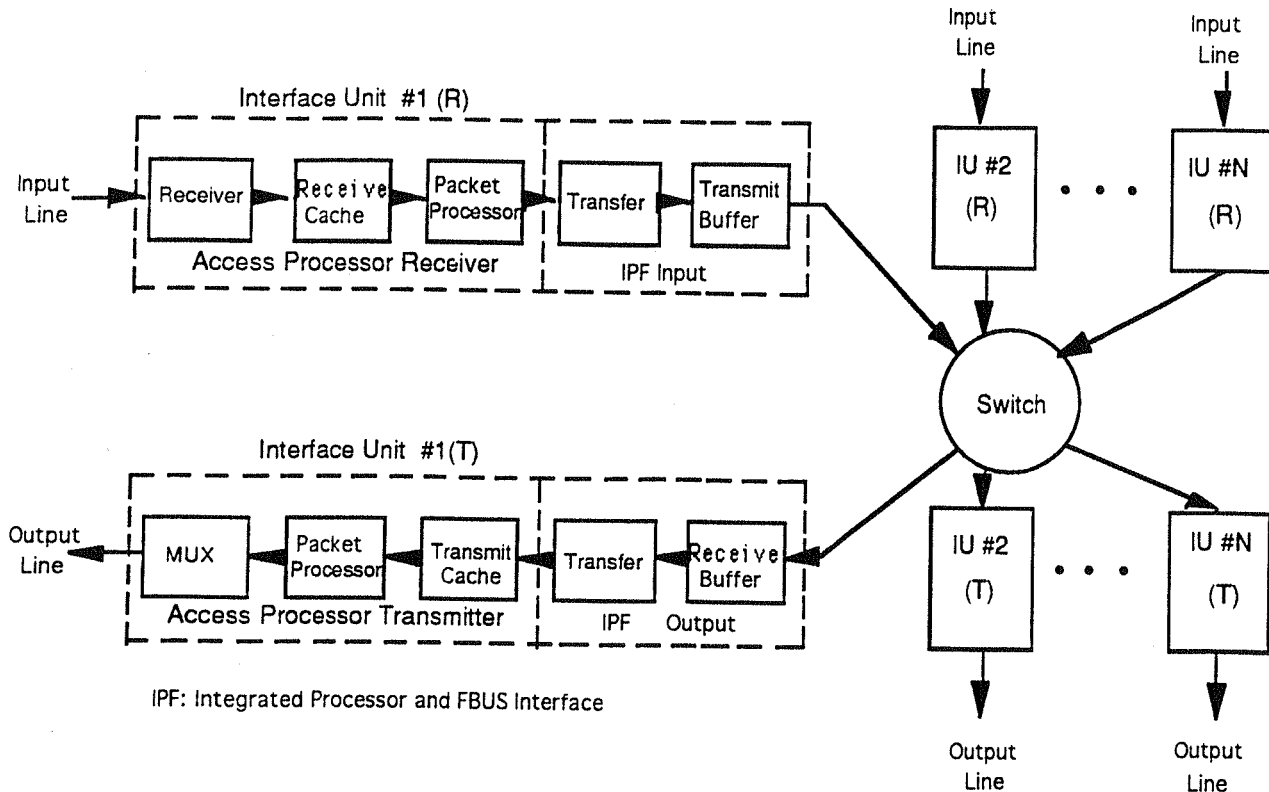 Interface Unit #1 (R)
Input
Line
Receiver
Receive
Cache
Packet
Processor
Access Processor Receiver
Transfer
Transmit
Buffer
IPF Input
Input
Line
Input
Line
IU #2
(R)
• • •
IU #N
(R)
Switch
Interface Unit #1(T)
Output
Line
MUX
Packet
Processor
Transmit
Cache
Access Processor Transmitter
Transfer
Receive
Buffer
IPF Output
IU #2
(T)
• • • •
IU #N
(T)
IPF: Integrated Processor and FBUS Interface
Output
Line
Output
Line